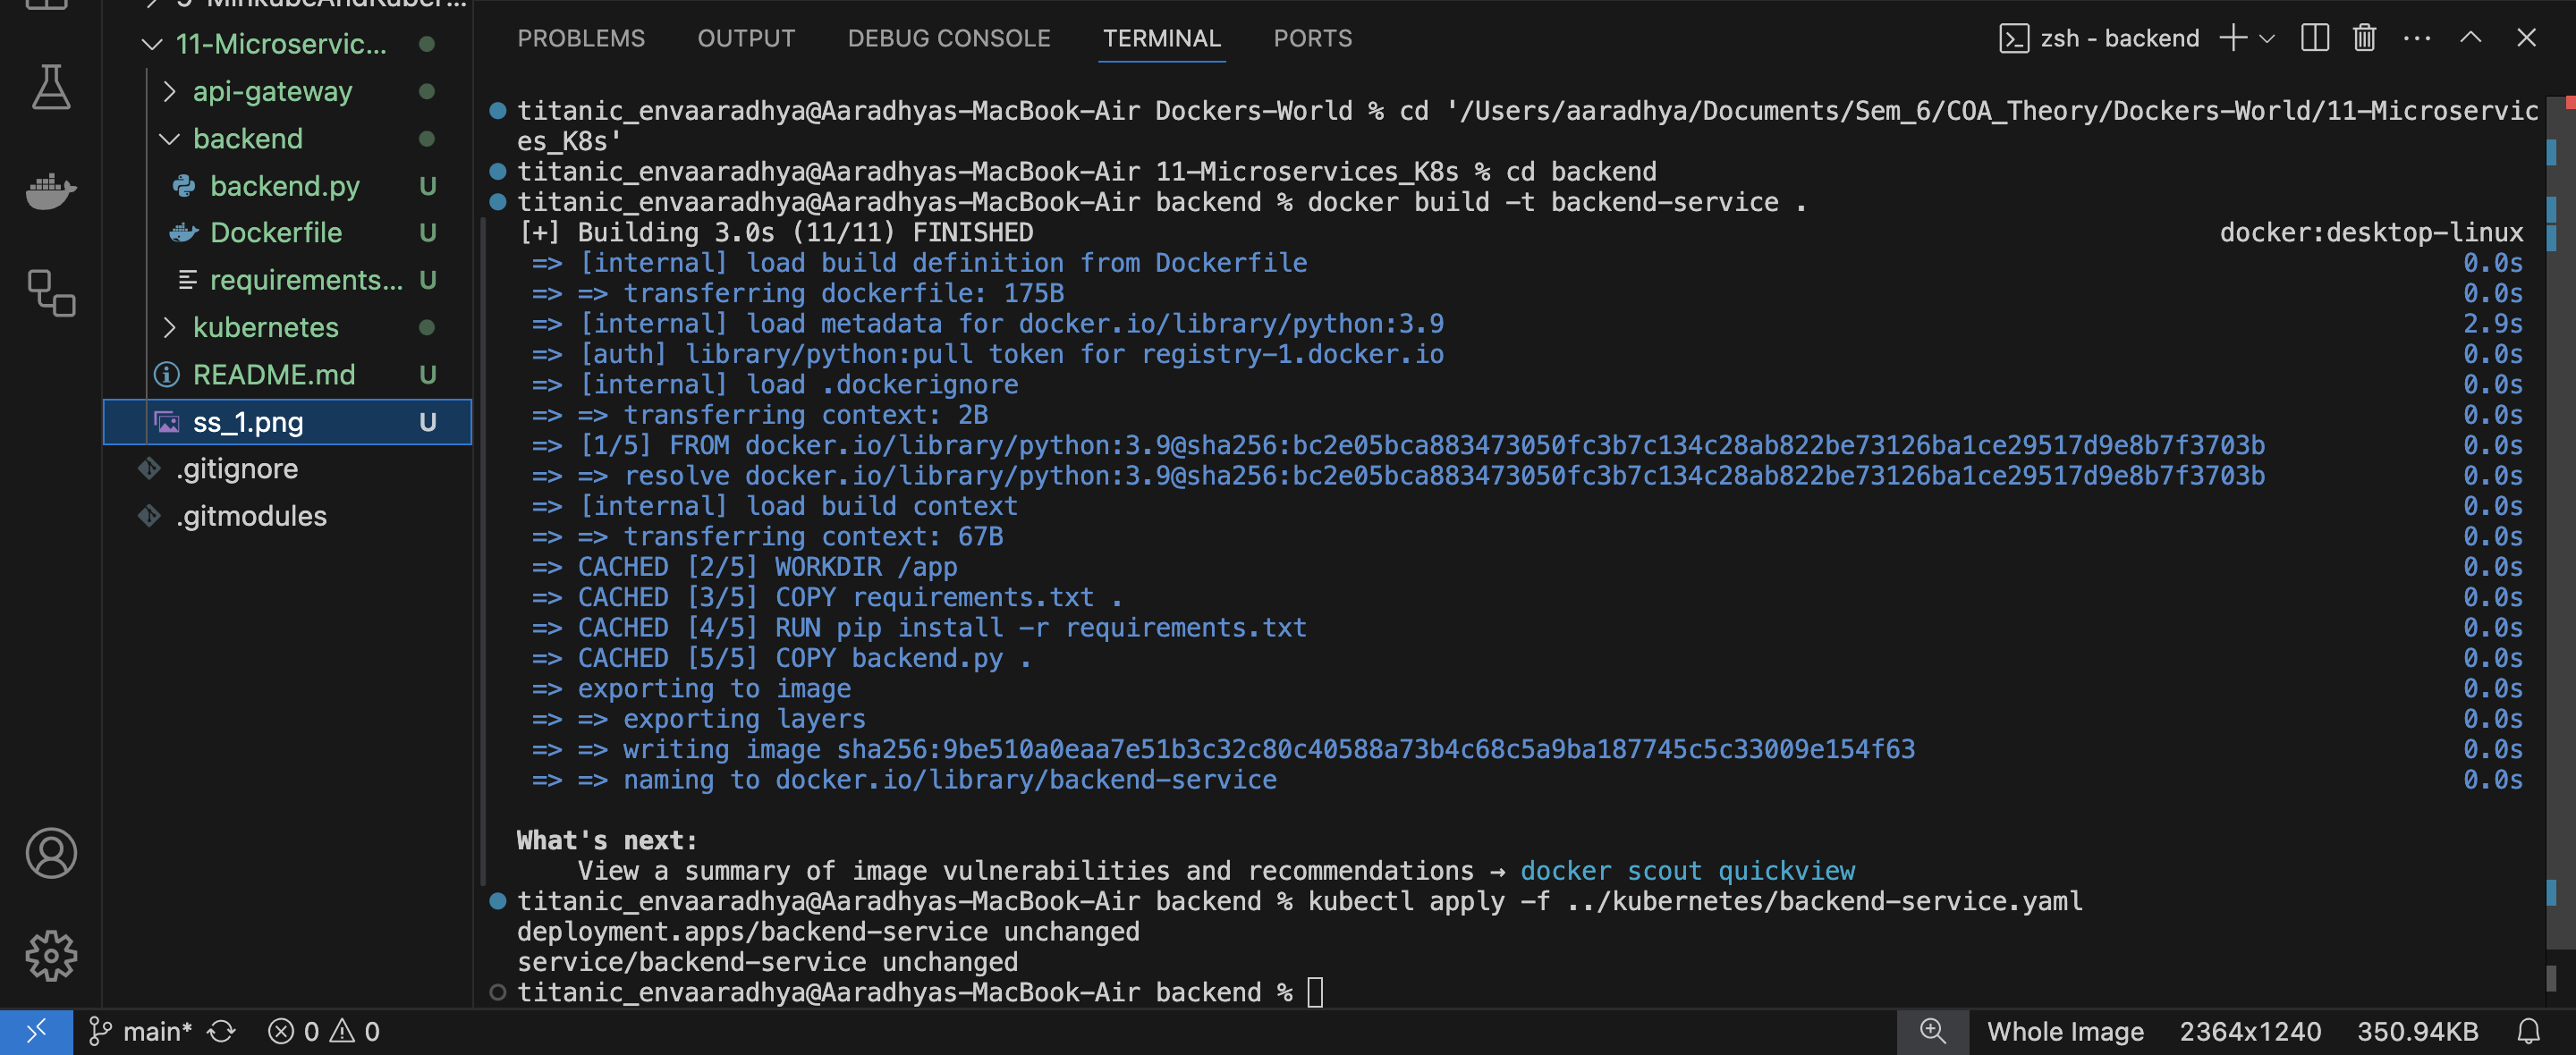 11-Microservic...
api-gateway
backend
backend.py U
Dockerfile U
requirements... U
kubernetes
README.md U
ss_1.png U
.gitignore
.gitmodules
PROBLEMS OUTPUT DEBUG CONSOLE TERMINAL PORTS
zsh - backend
titanic_envaaradhya@Aaradhyas-MacBook-Air Dockers-World % cd '/Users/aaradhya/Documents/Sem_6/COA_Theory/Dockers-World/11-Microservic
es_K8s'
titanic_envaaradhya@Aaradhyas-MacBook-Air 11-Microservices_K8s % cd backend
titanic_envaaradhya@Aaradhyas-MacBook-Air backend % docker build -t backend-service .
[+] Building 3.0s (11/11) FINISHED docker:desktop-linux
=> [internal] load build definition from Dockerfile 0.0s
=> => transferring dockerfile: 175B 0.0s
=> [internal] load metadata for docker.io/library/python:3.9 2.9s
=> [auth] library/python:pull token for registry-1.docker.io 0.0s
=> [internal] load .dockerignore 0.0s
=> => transferring context: 2B 0.0s
=> [1/5] FROM docker.io/library/python:3.9@sha256:bc2e05bca883473050fc3b7c134c28ab822be73126ba1ce29517d9e8b7f3703b 0.0s
=> => resolve docker.io/library/python:3.9@sha256:bc2e05bca883473050fc3b7c134c28ab822be73126ba1ce29517d9e8b7f3703b 0.0s
=> [internal] load build context 0.0s
=> => transferring context: 67B 0.0s
=> CACHED [2/5] WORKDIR /app 0.0s
=> CACHED [3/5] COPY requirements.txt . 0.0s
=> CACHED [4/5] RUN pip install -r requirements.txt 0.0s
=> CACHED [5/5] COPY backend.py . 0.0s
=> exporting to image 0.0s
=> => exporting layers 0.0s
=> => writing image sha256:9be510a0eaa7e51b3c32c80c40588a73b4c68c5a9ba187745c5c33009e154f63 0.0s
=> => naming to docker.io/library/backend-service 0.0s
What's next:
View a summary of image vulnerabilities and recommendations → docker scout quickview
titanic_envaaradhya@Aaradhyas-MacBook-Air backend % kubectl apply -f ../kubernetes/backend-service.yaml
deployment.apps/backend-service unchanged
service/backend-service unchanged
titanic_envaaradhya@Aaradhyas-MacBook-Air backend %
main* 0 0 Whole Image 2364x1240 350.94KB